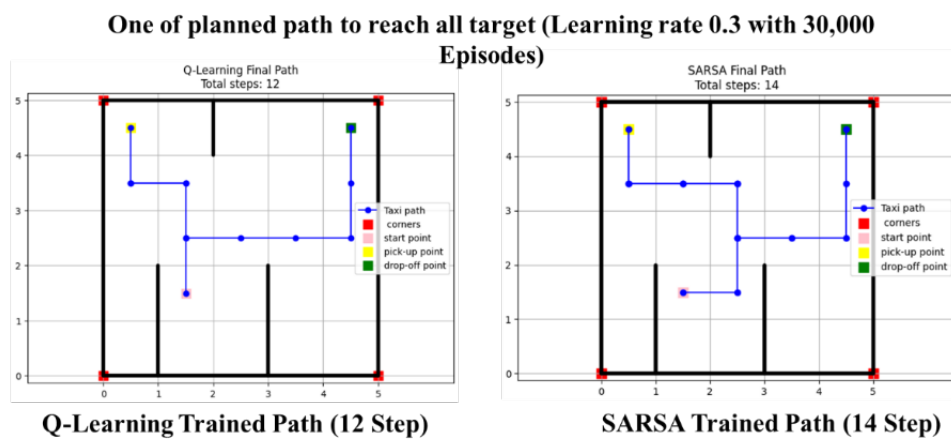 One of planned path to reach all target (Learning rate 0.3 with 30,000
Episodes)
Q-Learning Final Path
Total steps: 12
5
4
3
2
1
0
0 1 2 3 4 5
Taxi path
corners
start point
pick-up point
drop-off point
Q-Learning Trained Path (12 Step)
SARSA Final Path
Total steps: 14
5
4
3
2
1
0
0 1 2 3 4 5
Taxi path
corners
start point
pick-up point
drop-off point
SARSA Trained Path (14 Step)